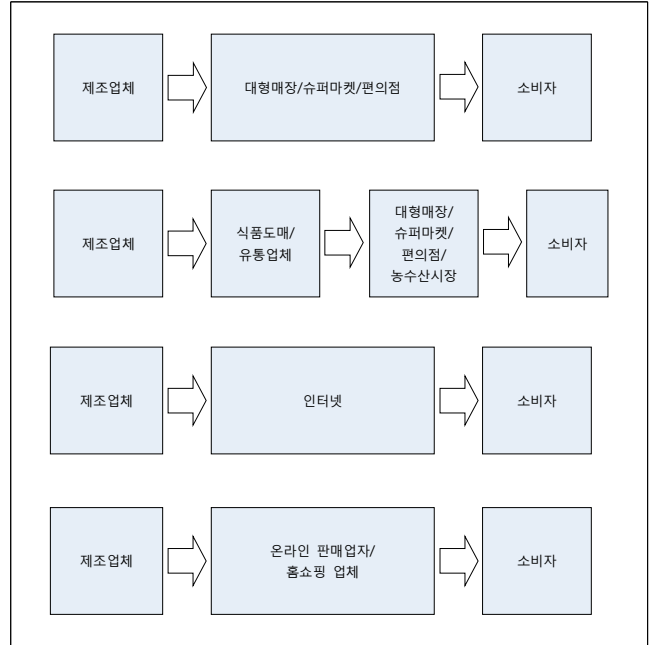 제조업체
대형매장/슈퍼마켓/편의점
소비자
제조업체
식품도매/
유통업체
대형매장/
슈퍼마켓/
편의점/
농수산시장
소비자
제조업체
인터넷
소비자
제조업체
온라인 판매업자/
홈쇼핑 업체
소비자